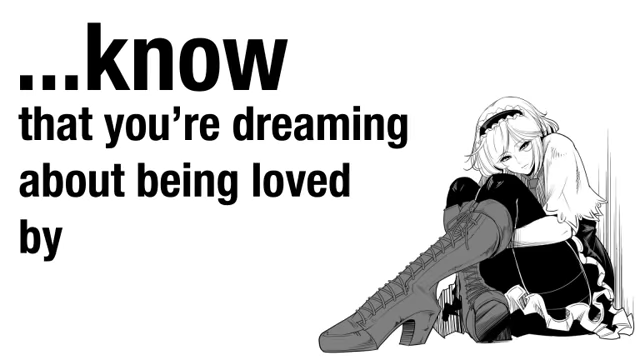 ...know
that you’re dreaming
about being loved
by